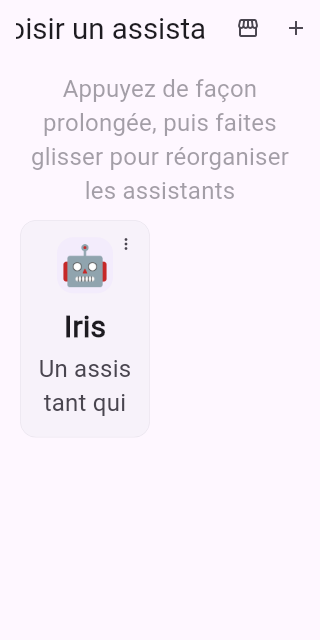 oisir un assista
Appuyez de façon
prolongée, puis faites
glisser pour réorganiser
les assistants
Iris
Un assis
tant qui